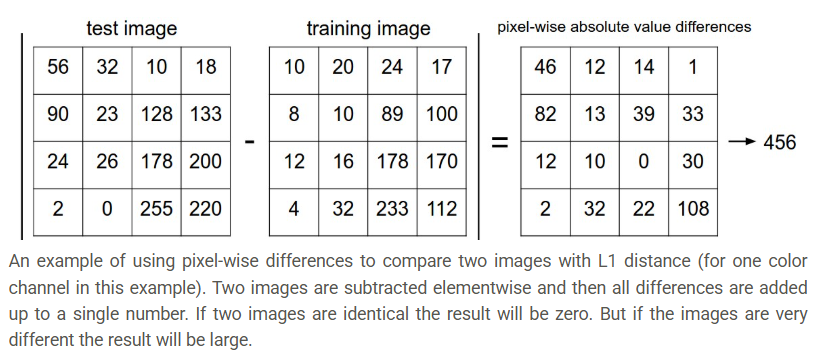 test image training image pixel-wise absolute value differences
56 32 10 18 10 20 24 17 46 12 14 1
90 23 128 133 8 10 89 100 82 13 39 33
- = → 456
24 26 178 200 12 16 178 170 12 10 0 30
2 0 255 220 4 32 233 112 2 32 22 108
An example of using pixel-wise differences to compare two images with L1 distance (for one color
channel in this example). Two images are subtracted elementwise and then all differences are added
up to a single number. If two images are identical the result will be zero. But if the images are very
different the result will be large.